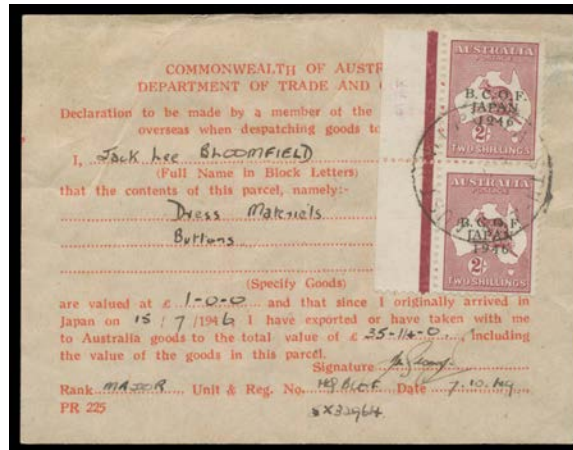 COMMONWEALTH OF AUSTR
DEPARTMENT OF TRADE AND C
Declaration to be made by a member of the
overseas when despatching goods to
I, Jack Lee BLOOMFIELD
(Full Name in Block Letters)
that the contents of this parcel, namely:-
Dress Materials
Buttons
(Specify Goods)
are valued at £ 1-0-0 and that since I originally arrived in
Japan on 15 / 7 / 1946 I have exported or have taken with me
to Australia goods to the total value of £ 35-14-0 including
the value of the goods in this parcel.
Signature
Rank MAJOR Unit & Reg. No. Date 7.10.49
PR 225
AUSTRALIA
POSTAGE
B.C.O.F.
JAPAN
1946
2/-
TWO SHILLINGS
AUSTRALIA
POSTAGE
B.C.O.F.
JAPAN
1946
2/-
TWO SHILLINGS